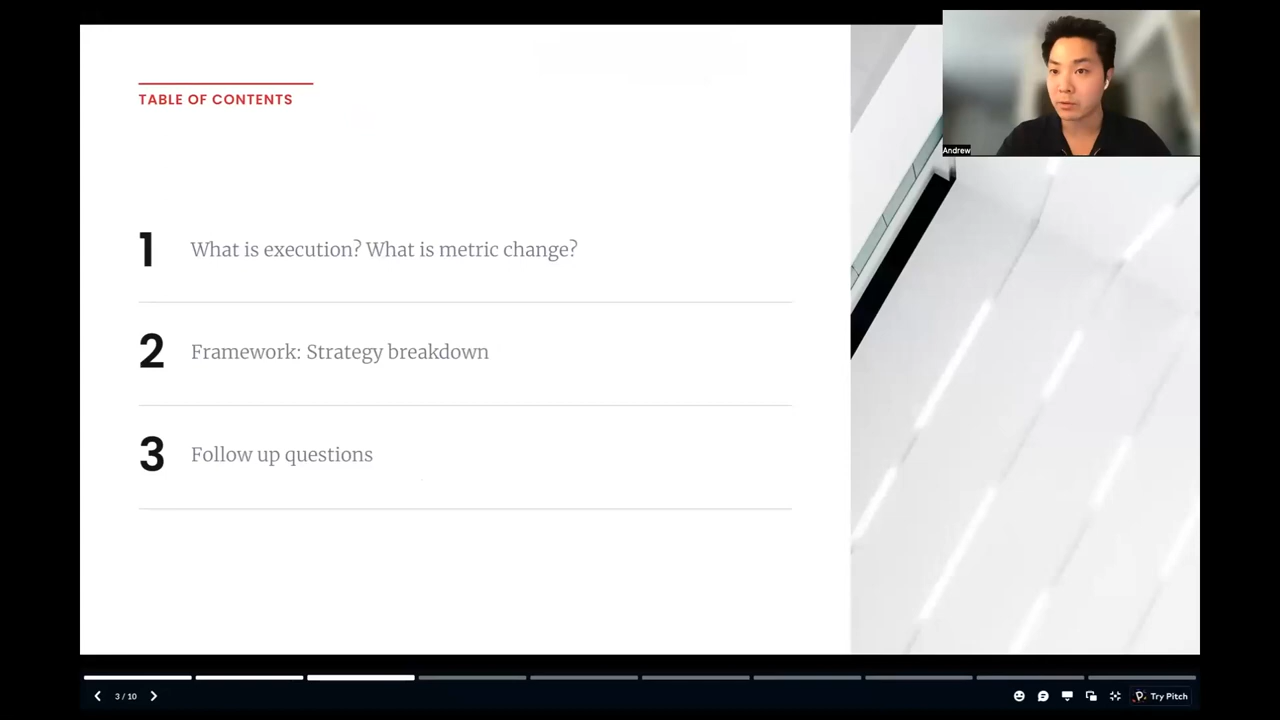 TABLE OF CONTENTS
Andrew
1 What is execution? What is metric change?
2 Framework: Strategy breakdown
3 Follow up questions
3 / 10
Try Pitch